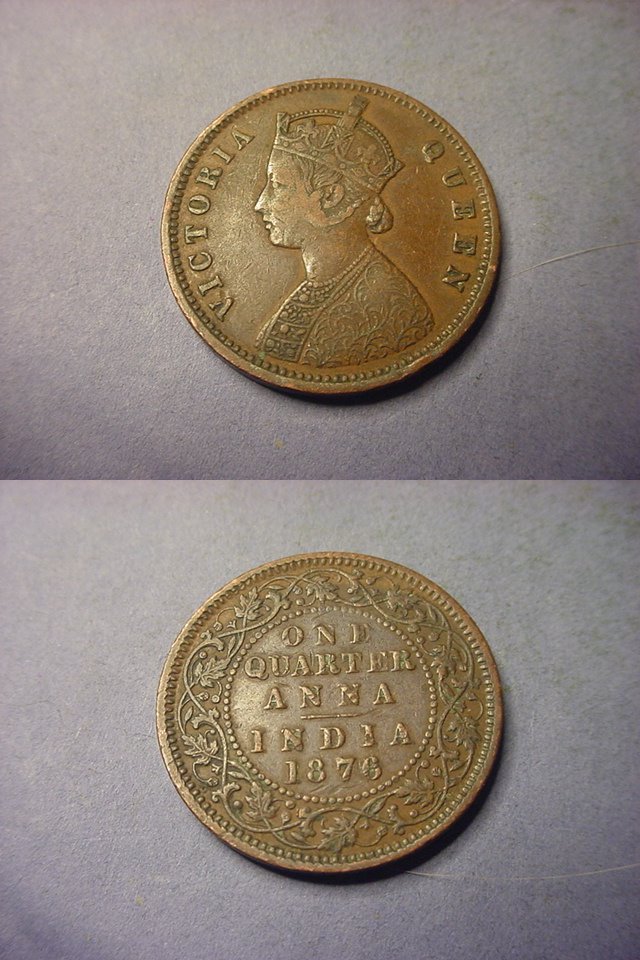 VICTORIA QUEEN
ONE
QUARTER
ANNA
INDIA
1876